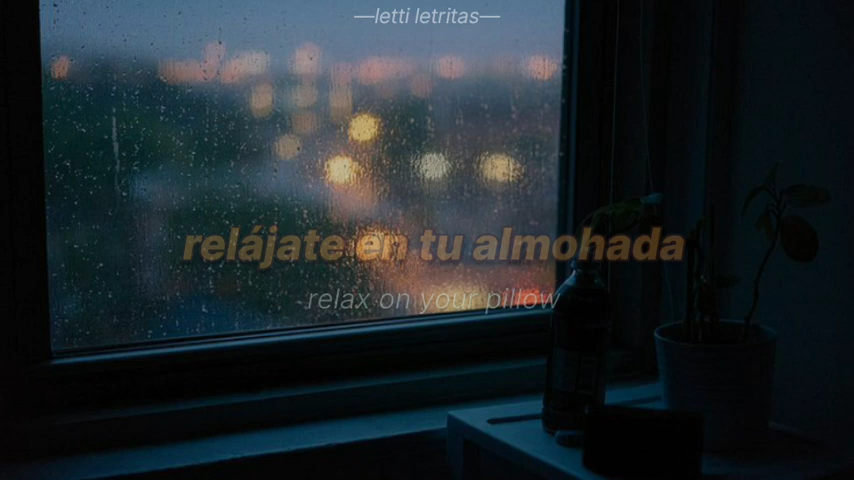 —letti letritas—
relájate en tu almohada
relax on your pillow